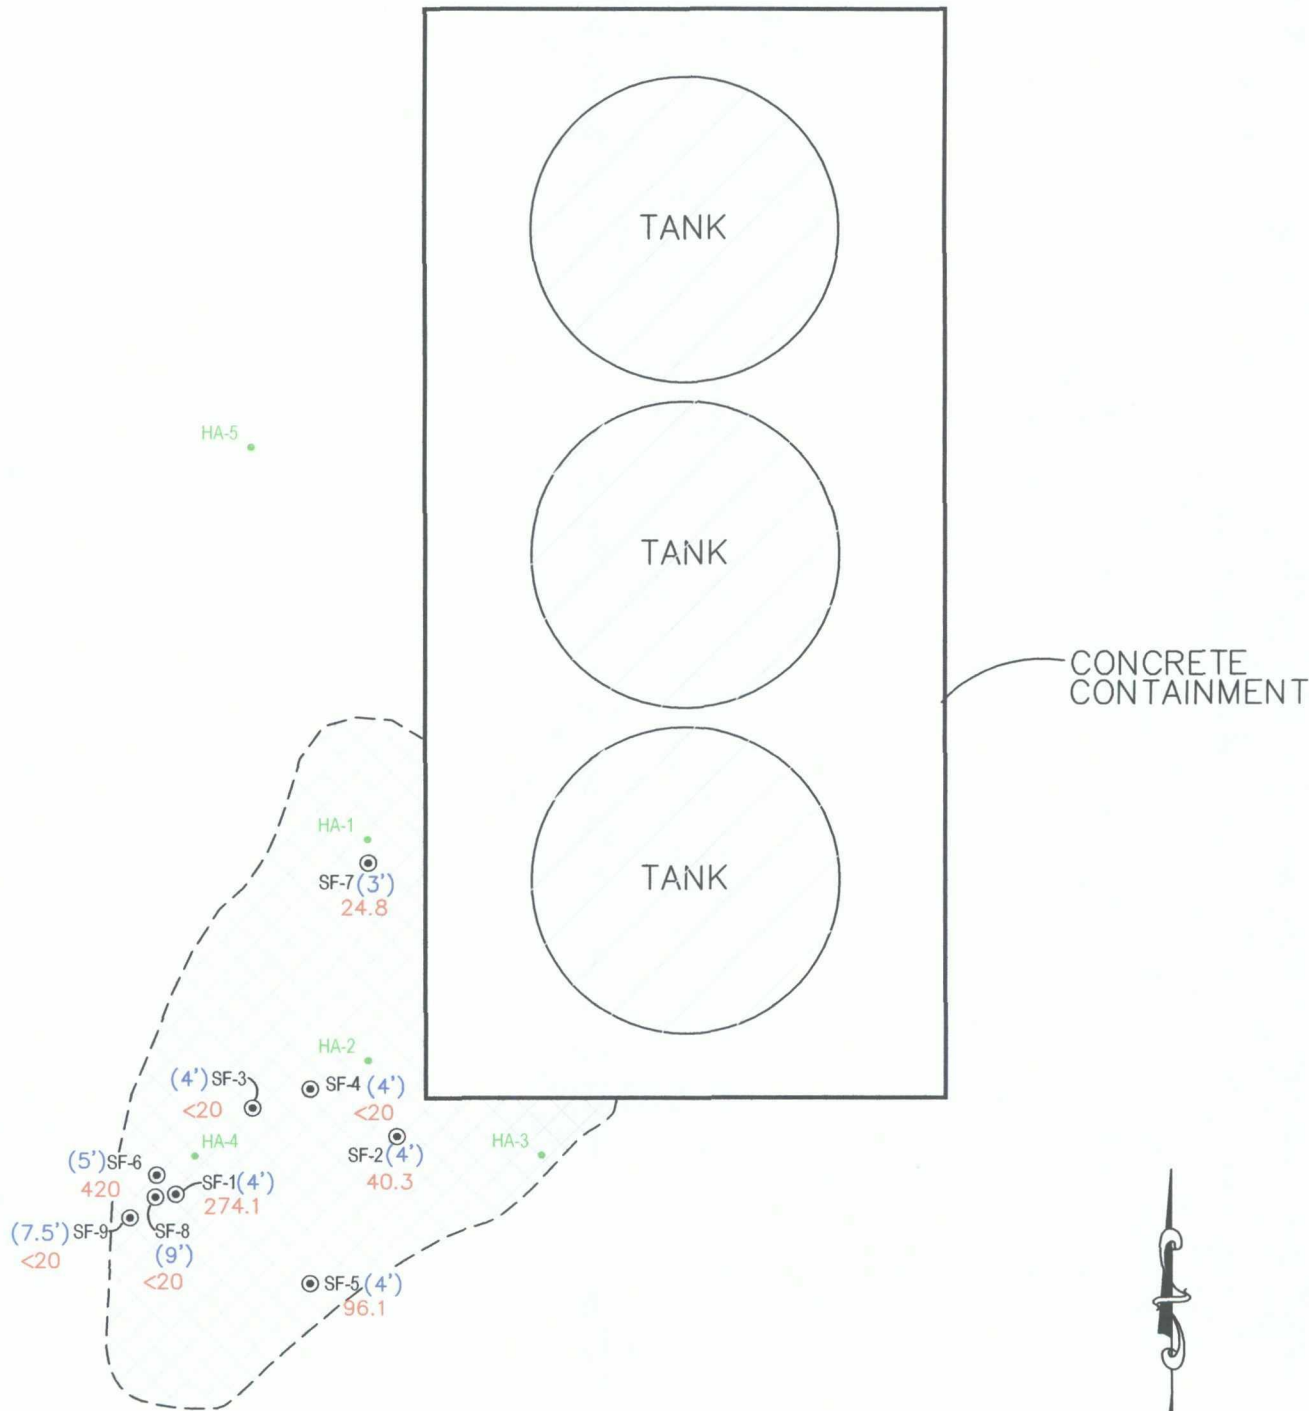 TANK
HA-5
TANK
CONCRETE
CONTAINMENT
HA-1
SF-7 (3')
24.8
TANK
HA-2
(4') SF-3
<20
SF-4 (4')
<20
HA-4
SF-2 (4')
40.3
HA-3
(5') SF-6
420
SF-1 (4')
274.1
(7.5') SF-9
<20
SF-8
(9')
<20
SF-5 (4')
96.1